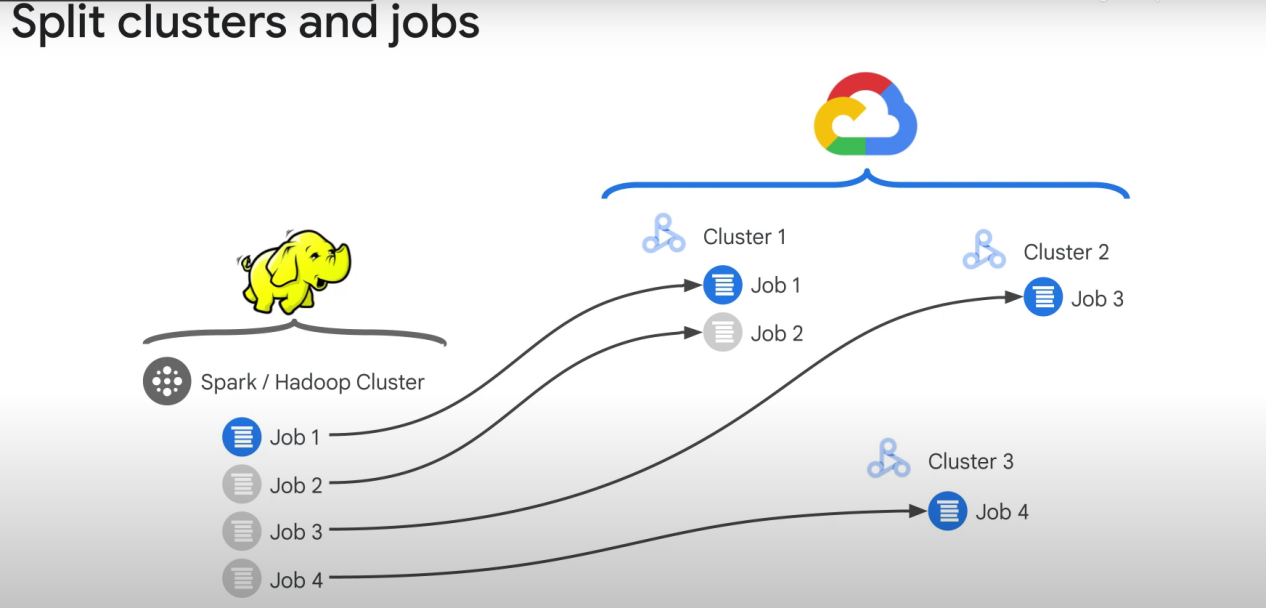 Split clusters and jobs
Cluster 1
Job 1
Job 2
Cluster 2
Job 3
Spark / Hadoop Cluster
Job 1
Job 2
Job 3
Job 4
Cluster 3
Job 4